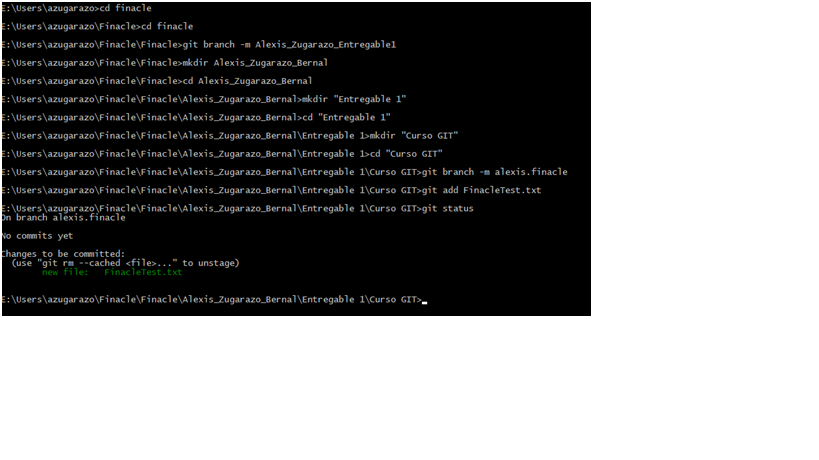 E:\Users\azugarazo>cd finacle
E:\Users\azugarazo\Finacle>cd finacle
E:\Users\azugarazo\Finacle\Finacle>git branch -m Alexis_Zugarazo_Entregable1
E:\Users\azugarazo\Finacle\Finacle>mkdir Alexis_Zugarazo_Bernal
E:\Users\azugarazo\Finacle\Finacle>cd Alexis_Zugarazo_Bernal
E:\Users\azugarazo\Finacle\Finacle\Alexis_Zugarazo_Bernal>mkdir "Entregable 1"
E:\Users\azugarazo\Finacle\Finacle\Alexis_Zugarazo_Bernal>cd "Entregable 1"
E:\Users\azugarazo\Finacle\Finacle\Alexis_Zugarazo_Bernal\Entregable 1>mkdir "Curso GIT"
E:\Users\azugarazo\Finacle\Finacle\Alexis_Zugarazo_Bernal\Entregable 1>cd "Curso GIT"
E:\Users\azugarazo\Finacle\Finacle\Alexis_Zugarazo_Bernal\Entregable 1\Curso GIT>git branch -m alexis.finacle
E:\Users\azugarazo\Finacle\Finacle\Alexis_Zugarazo_Bernal\Entregable 1\Curso GIT>git add FinacleTest.txt
E:\Users\azugarazo\Finacle\Finacle\Alexis_Zugarazo_Bernal\Entregable 1\Curso GIT>git status
On branch alexis.finacle
No commits yet
Changes to be committed:
(use "git rm --cached <file>..." to unstage)
new file:   FinacleTest.txt
E:\Users\azugarazo\Finacle\Finacle\Alexis_Zugarazo_Bernal\Entregable 1\Curso GIT>